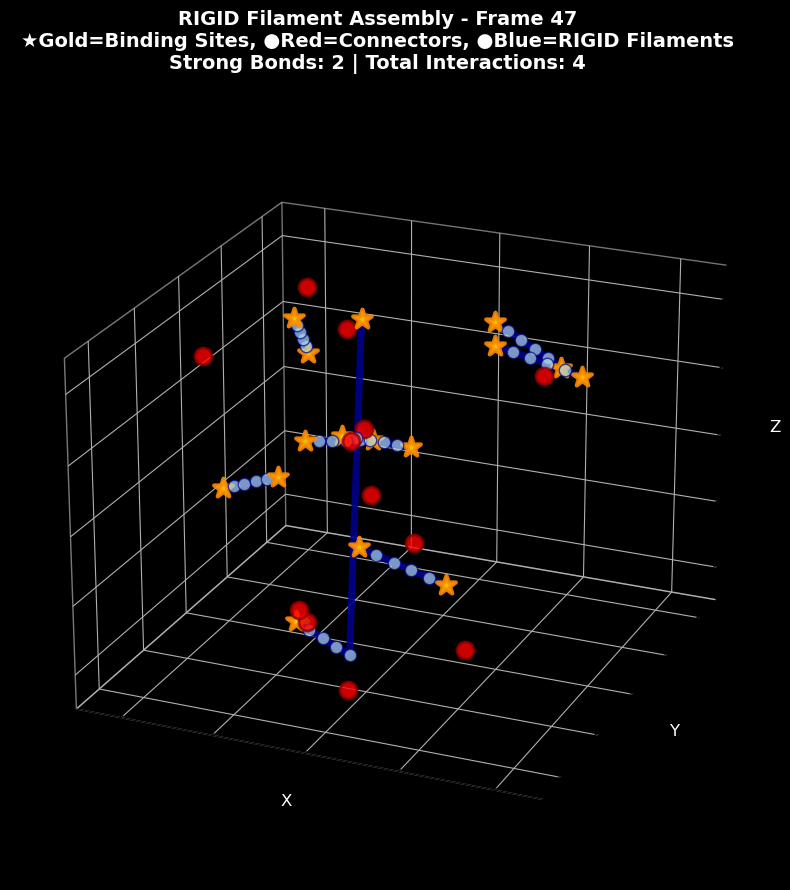 RIGID Filament Assembly - Frame 47
★Gold=Binding Sites, ●Red=Connectors, ●Blue=RIGID Filaments
Strong Bonds: 2 | Total Interactions: 4
Z
Y
X